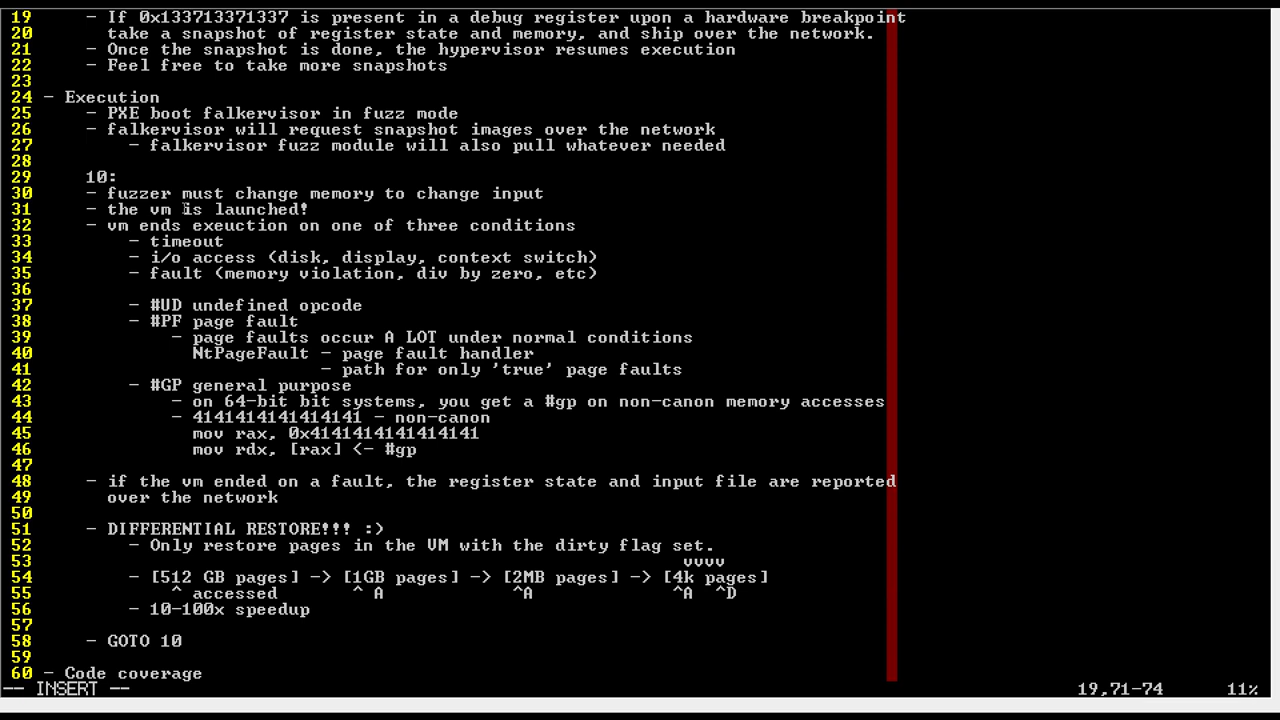 19      - If 0x133713371337 is present in a debug register upon a hardware breakpoint
20        take a snapshot of register state and memory, and ship over the network.
21      - Once the snapshot is done, the hypervisor resumes execution
22      - Feel free to take more snapshots
23
24  - Execution
25      - PXE boot falkervisor in fuzz mode
26      - falkervisor will request snapshot images over the network
27          - falkervisor fuzz module will also pull whatever needed
28
29      10:
30      - fuzzer must change memory to change input
31      - the vm is launched!
32      - vm ends exeuction on one of three conditions
33          - timeout
34          - i/o access (disk, display, context switch)
35          - fault (memory violation, div by zero, etc)
36
37          - #UD undefined opcode
38          - #PF page fault
39              - page faults occur A LOT under normal conditions
40                NtPageFault - page fault handler
41                            - path for only 'true' page faults
42          - #GP general purpose
43              - on 64-bit bit systems, you get a #gp on non-canon memory accesses
44              - 4141414141414141 - non-canon
45                mov rax, 0x4141414141414141
46                mov rdx, [rax] <- #gp
47
48      - if the vm ended on a fault, the register state and input file are reported
49        over the network
50
51      - DIFFERENTIAL RESTORE!!! :)
52          - Only restore pages in the VM with the dirty flag set.
53                                                              vvvv
54          - [512 GB pages] -> [1GB pages] -> [2MB pages] -> [4k pages]
55              ^ accessed       ^ A            ^A             ^A  ^D
56          - 10-100x speedup
57
58      - GOTO 10
59
60  - Code coverage
-- INSERT --                                        19,71-74      11%